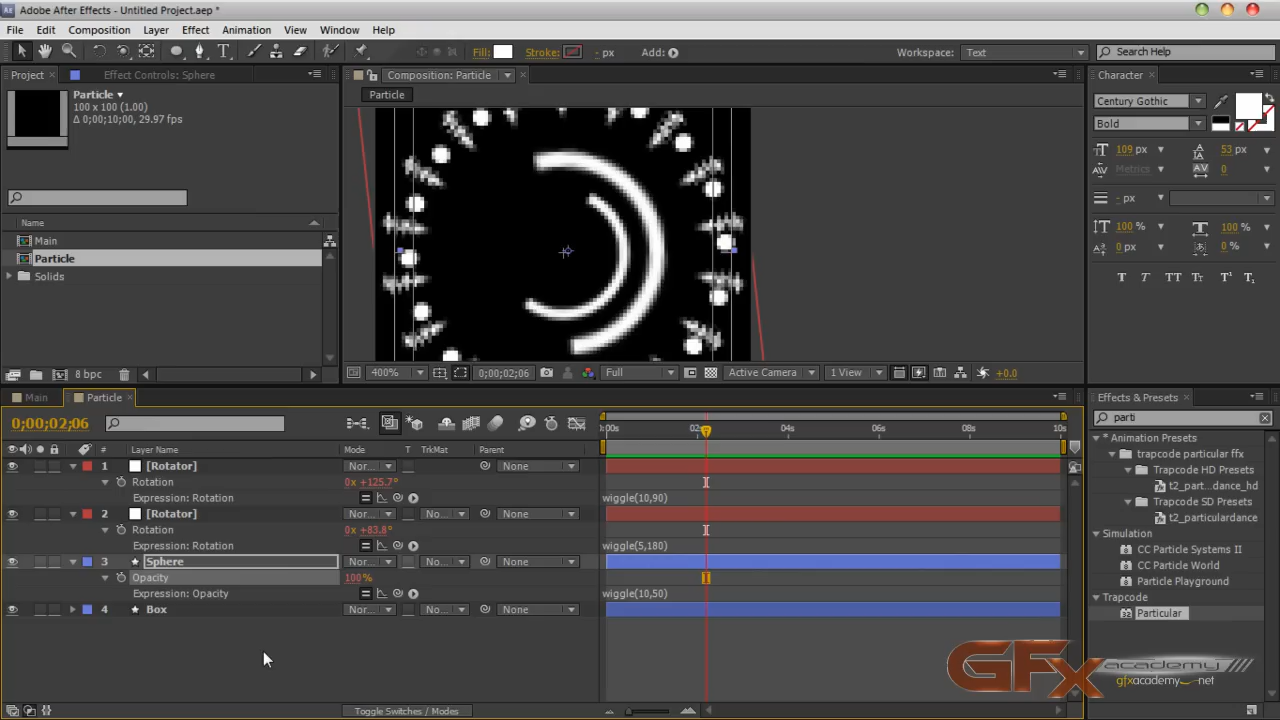 Adobe After Effects - Untitled Project.aep *
File Edit Composition Layer Effect Animation View Window Help
Fill: Stroke: - px Add: Workspace: Text Search Help
Project Effect Controls: Sphere Composition: Particle Character
Particle
100 x 100 (1.00)
Δ 0;00;10;00, 29.97 fps
Particle
Century Gothic
Bold
109 px 53 px
Metrics 0
- px
100 % 100 %
0 px 0 %
T T TT Tt T¹ T₁
Name
Main
Particle
Solids
8 bpc
400% 0;00;02;06 Full Active Camera 1 View +0.0
Main Particle
0;00;02;06
0:00s 02s 04s 06s 08s 10s
# Layer Name Mode T TrkMat Parent
1 [Rotator] Nor... None
Rotation 0x +125.7°
Expression: Rotation wiggle(10,90)
2 [Rotator] Nor... No... None
Rotation 0x +83.8°
Expression: Rotation wiggle(5,180)
3 Sphere Nor... No... None
Opacity 100%
Expression: Opacity wiggle(10,50)
4 Box Nor... No... None
Toggle Switches / Modes
Effects & Presets
parti
* Animation Presets
trapcode particular ffx
Trapcode HD Presets
t2_part...dance_hd
Trapcode SD Presets
t2_particulardance
Simulation
CC Particle Systems II
CC Particle World
Particle Playground
Trapcode
Particular
GFx academy
gfxacademy.net